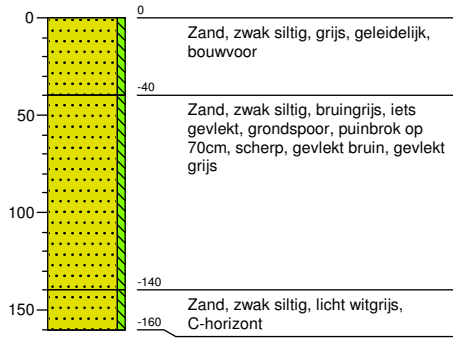 0
0
Zand, zwak siltig, grijs, geleidelijk,
bouwvoor
-40
50
Zand, zwak siltig, bruingrijs, iets
gevlekt, grondspoor, puinbrok op
70cm, scherp, gevlekt bruin, gevlekt
grijs
100
-140
150
Zand, zwak siltig, licht witgrijs,
C-horizont
-160